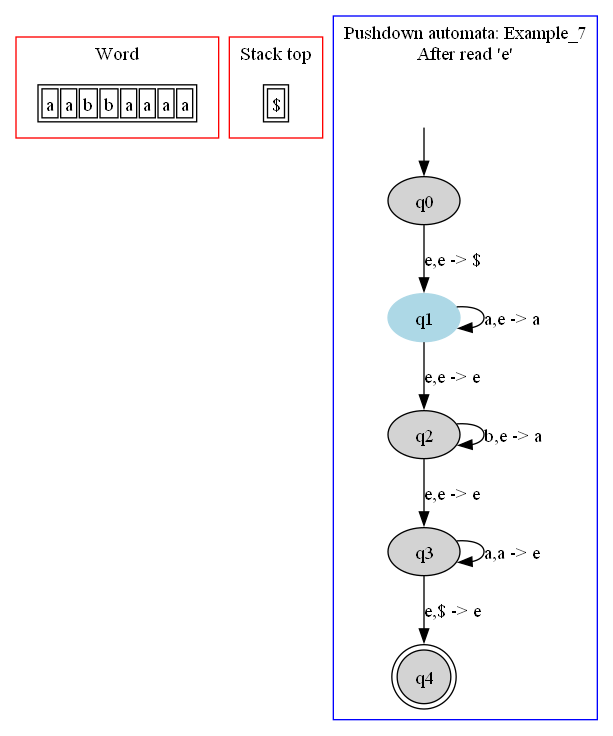 Word
a a b b a a a a
Stack top
$
Pushdown automata: Example_7
After read 'e'
q0
e,e -> $
q1
a,e -> a
e,e -> e
q2
b,e -> a
e,e -> e
q3
a,a -> e
e,$ -> e
q4